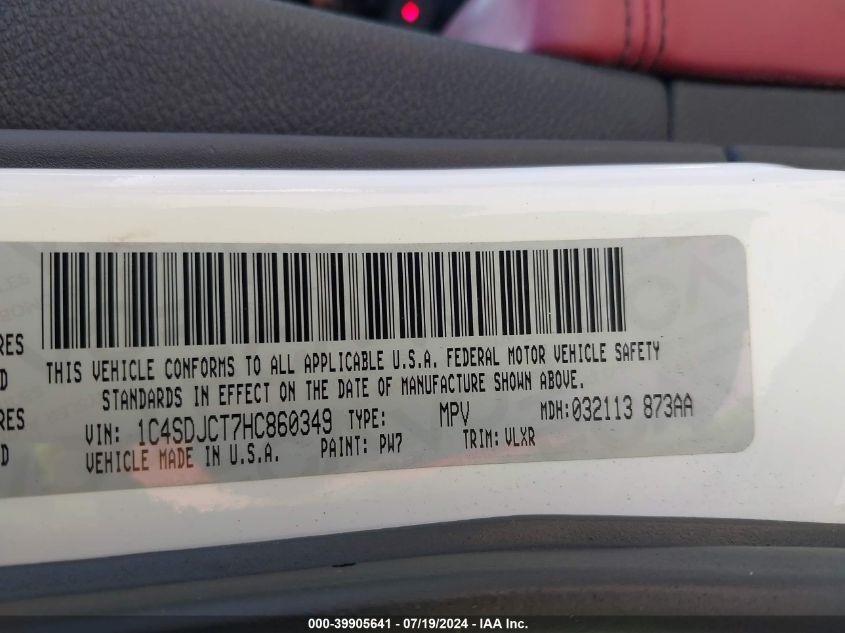 THIS VEHICLE CONFORMS TO ALL APPLICABLE U.S.A. FEDERAL MOTOR VEHICLE SAFETY
STANDARDS IN EFFECT ON THE DATE OF MANUFACTURE SHOWN ABOVE.
RES
D
RES
D
VIN: 1C4SDJCT7HC860349 TYPE: MPV MDH: 032113 873AA
VEHICLE MADE IN U.S.A. PAINT: PW7 TRIM: VLXR
000-39905641 / 07/19/2024 - IAA Inc.